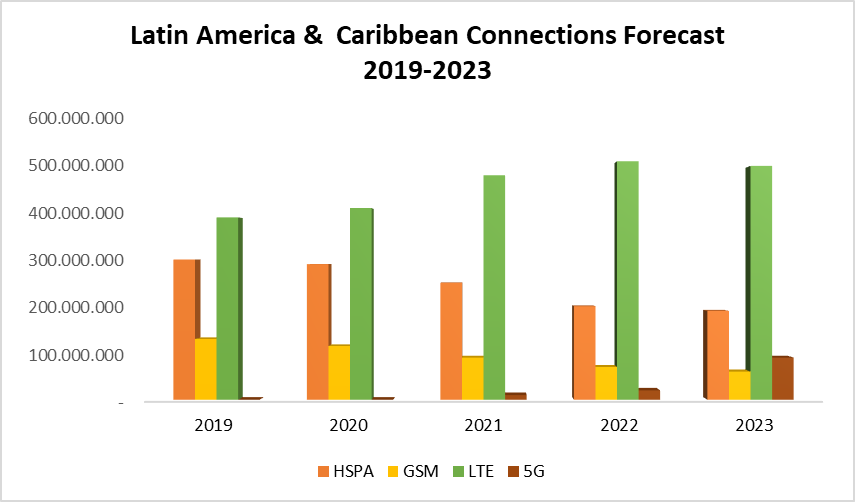 Latin America & Caribbean Connections Forecast
2019-2023
600.000.000
500.000.000
400.000.000
300.000.000
200.000.000
100.000.000
-
2019 2020 2021 2022 2023
HSPA GSM LTE 5G